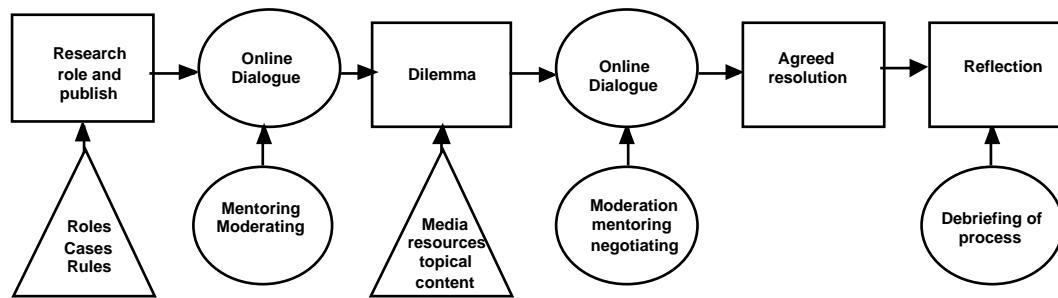 Research
role and
publish
Online
Dialogue
Dilemma
Online
Dialogue
Agreed
resolution
Reflection
Roles
Cases
Rules
Mentoring
Moderating
Media
resources
topical
content
Moderation
mentoring
negotiating
Debriefing of
process